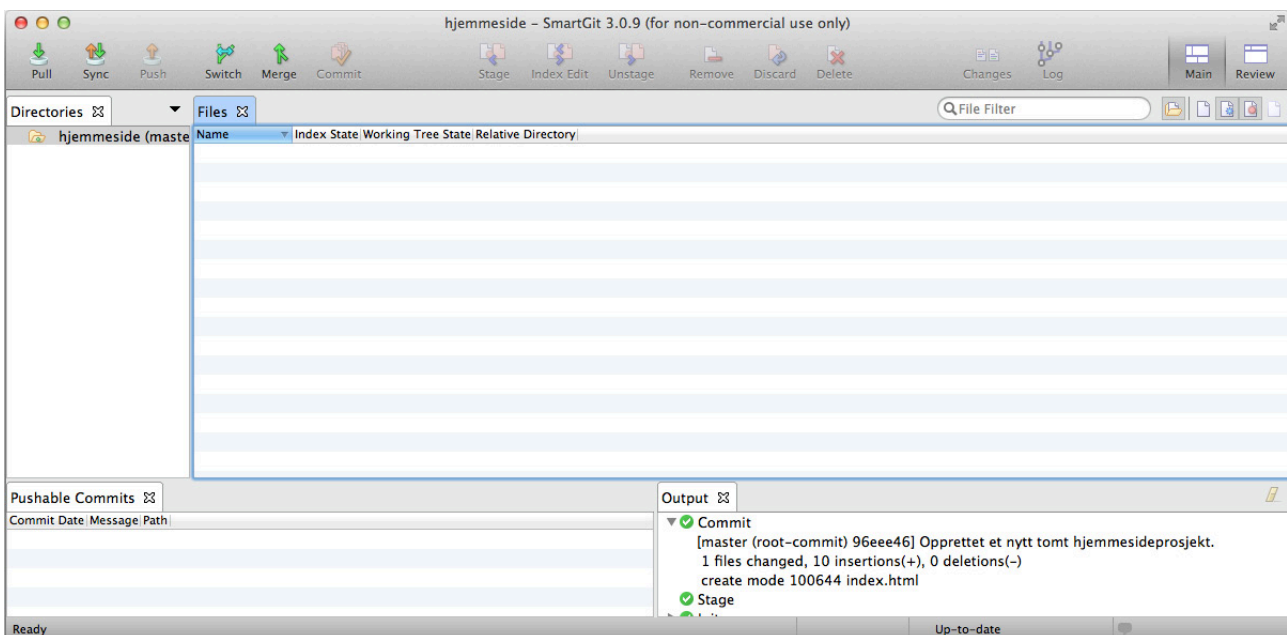 hjemmeside – SmartGit 3.0.9 (for non-commercial use only)
Pull Sync Push Switch Merge Commit Stage Index Edit Unstage Remove Discard Delete Changes Log Main Review
Directories Files File Filter
hjemmeside (maste Name Index State Working Tree State Relative Directory
Pushable Commits Output
Commit Date Message Path Commit
[master (root-commit) 96eee46] Opprettet et nytt tomt hjemmesideprosjekt.
1 files changed, 10 insertions(+), 0 deletions(-)
create mode 100644 index.html
Stage
Ready Up-to-date